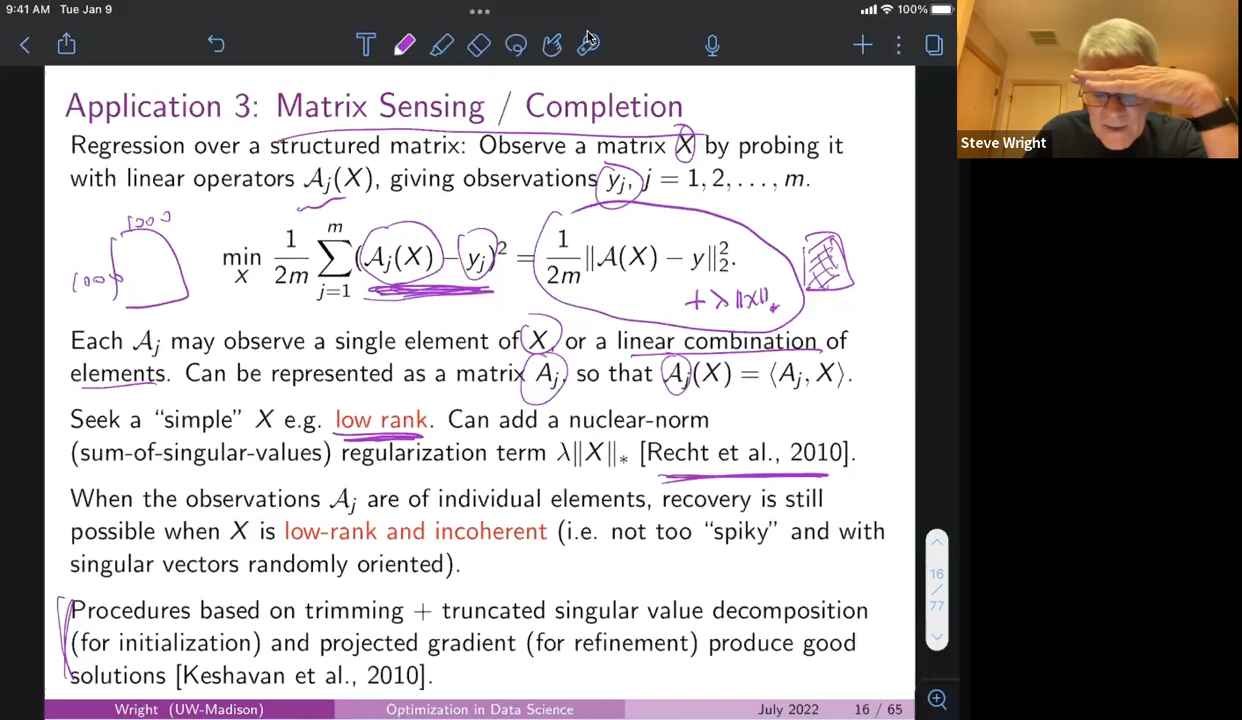 9:41 AM Tue Jan 9
100%
Steve Wright
Application 3: Matrix Sensing / Completion
Regression over a structured matrix: Observe a matrix X by probing it
with linear operators 𝒜ⱼ(X), giving observations yⱼ, j = 1, 2, . . . , m.
1000
1000
min_X 1/2m ∑_{j=1}^{m} (𝒜ⱼ(X) − yⱼ)² = 1/2m ‖𝒜(X) − y‖₂².
+ λ‖X‖_*
Each 𝒜ⱼ may observe a single element of X, or a linear combination of
elements. Can be represented as a matrix Aⱼ, so that 𝒜ⱼ(X) = ⟨Aⱼ, X⟩.
Seek a “simple” X e.g. low rank. Can add a nuclear-norm
(sum-of-singular-values) regularization term λ‖X‖_* [Recht et al., 2010].
When the observations 𝒜ⱼ are of individual elements, recovery is still
possible when X is low-rank and incoherent (i.e. not too “spiky” and with
singular vectors randomly oriented).
Procedures based on trimming + truncated singular value decomposition
(for initialization) and projected gradient (for refinement) produce good
solutions [Keshavan et al., 2010].
16
/
77
Wright (UW-Madison) Optimization in Data Science July 2022 16 / 65